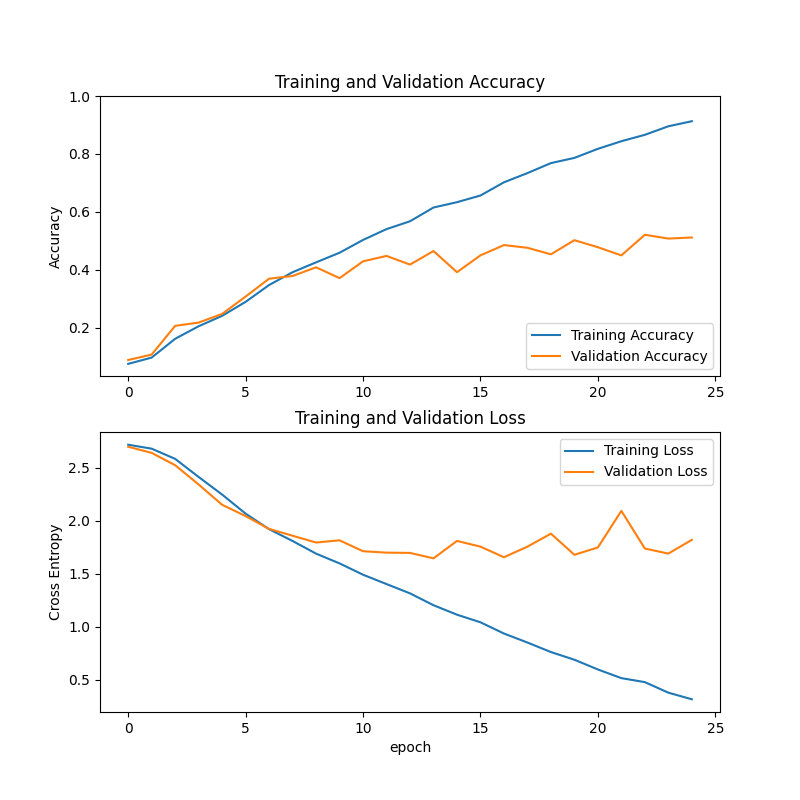 Training and Validation Accuracy
1.0
0.8
0.6
0.4
0.2
Accuracy
Training Accuracy
Validation Accuracy
0 5 10 15 20 25
Training and Validation Loss
2.5
2.0
1.5
1.0
0.5
Cross Entropy
Training Loss
Validation Loss
0 5 10 15 20 25
epoch